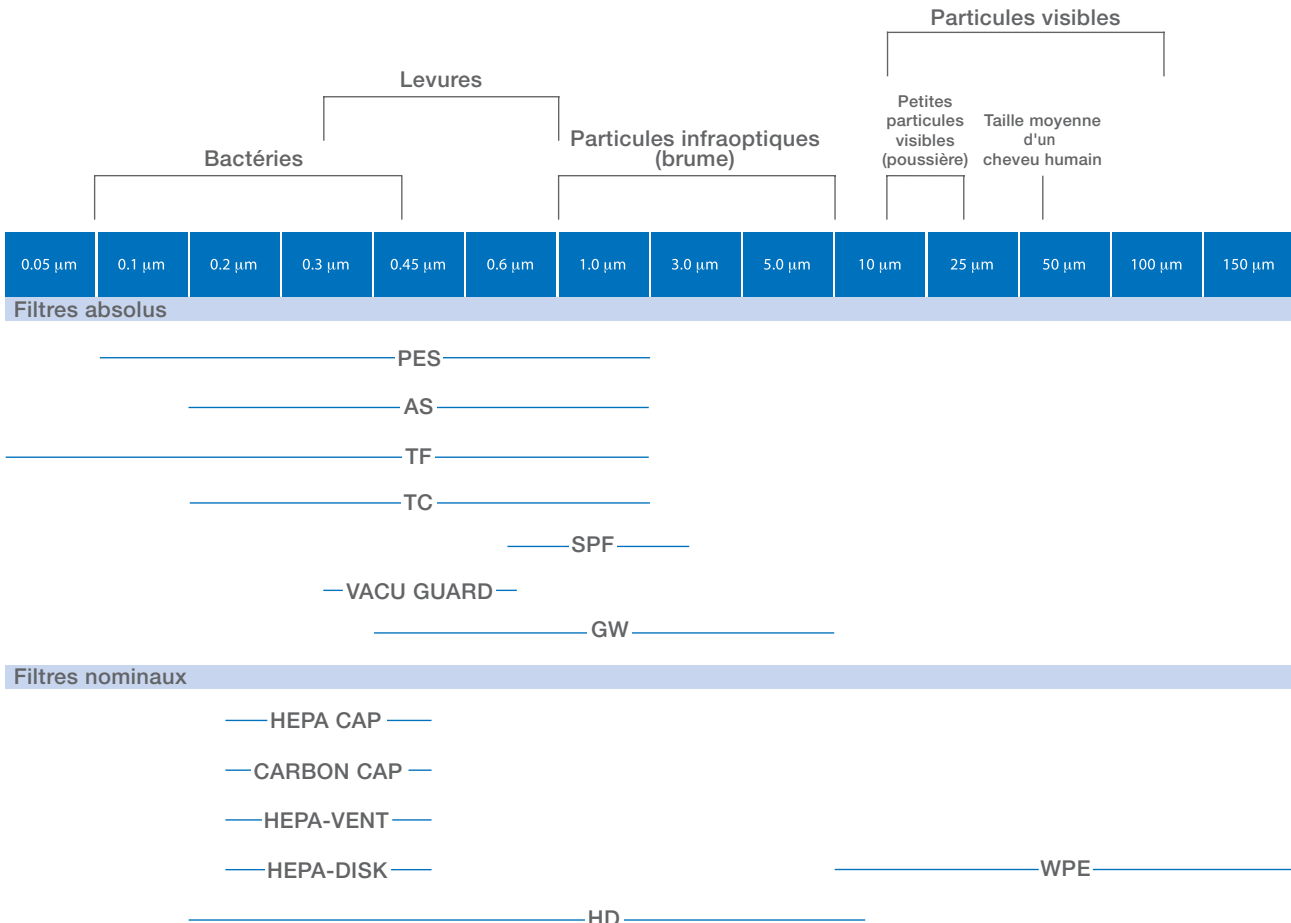 Particules visibles
Levures
Petites
particules
visibles
(poussière)
Taille moyenne
d'un
cheveu humain
Particules infraoptiques
(brume)
Bactéries
0.05 µm 0.1 µm 0.2 µm 0.3 µm 0.45 µm 0.6 µm 1.0 µm 3.0 µm 5.0 µm 10 µm 25 µm 50 µm 100 µm 150 µm
Filtres absolus
PES
AS
TF
TC
SPF
VACU GUARD
GW
Filtres nominaux
HEPA CAP
CARBON CAP
HEPA-VENT
HEPA-DISK WPE
HD